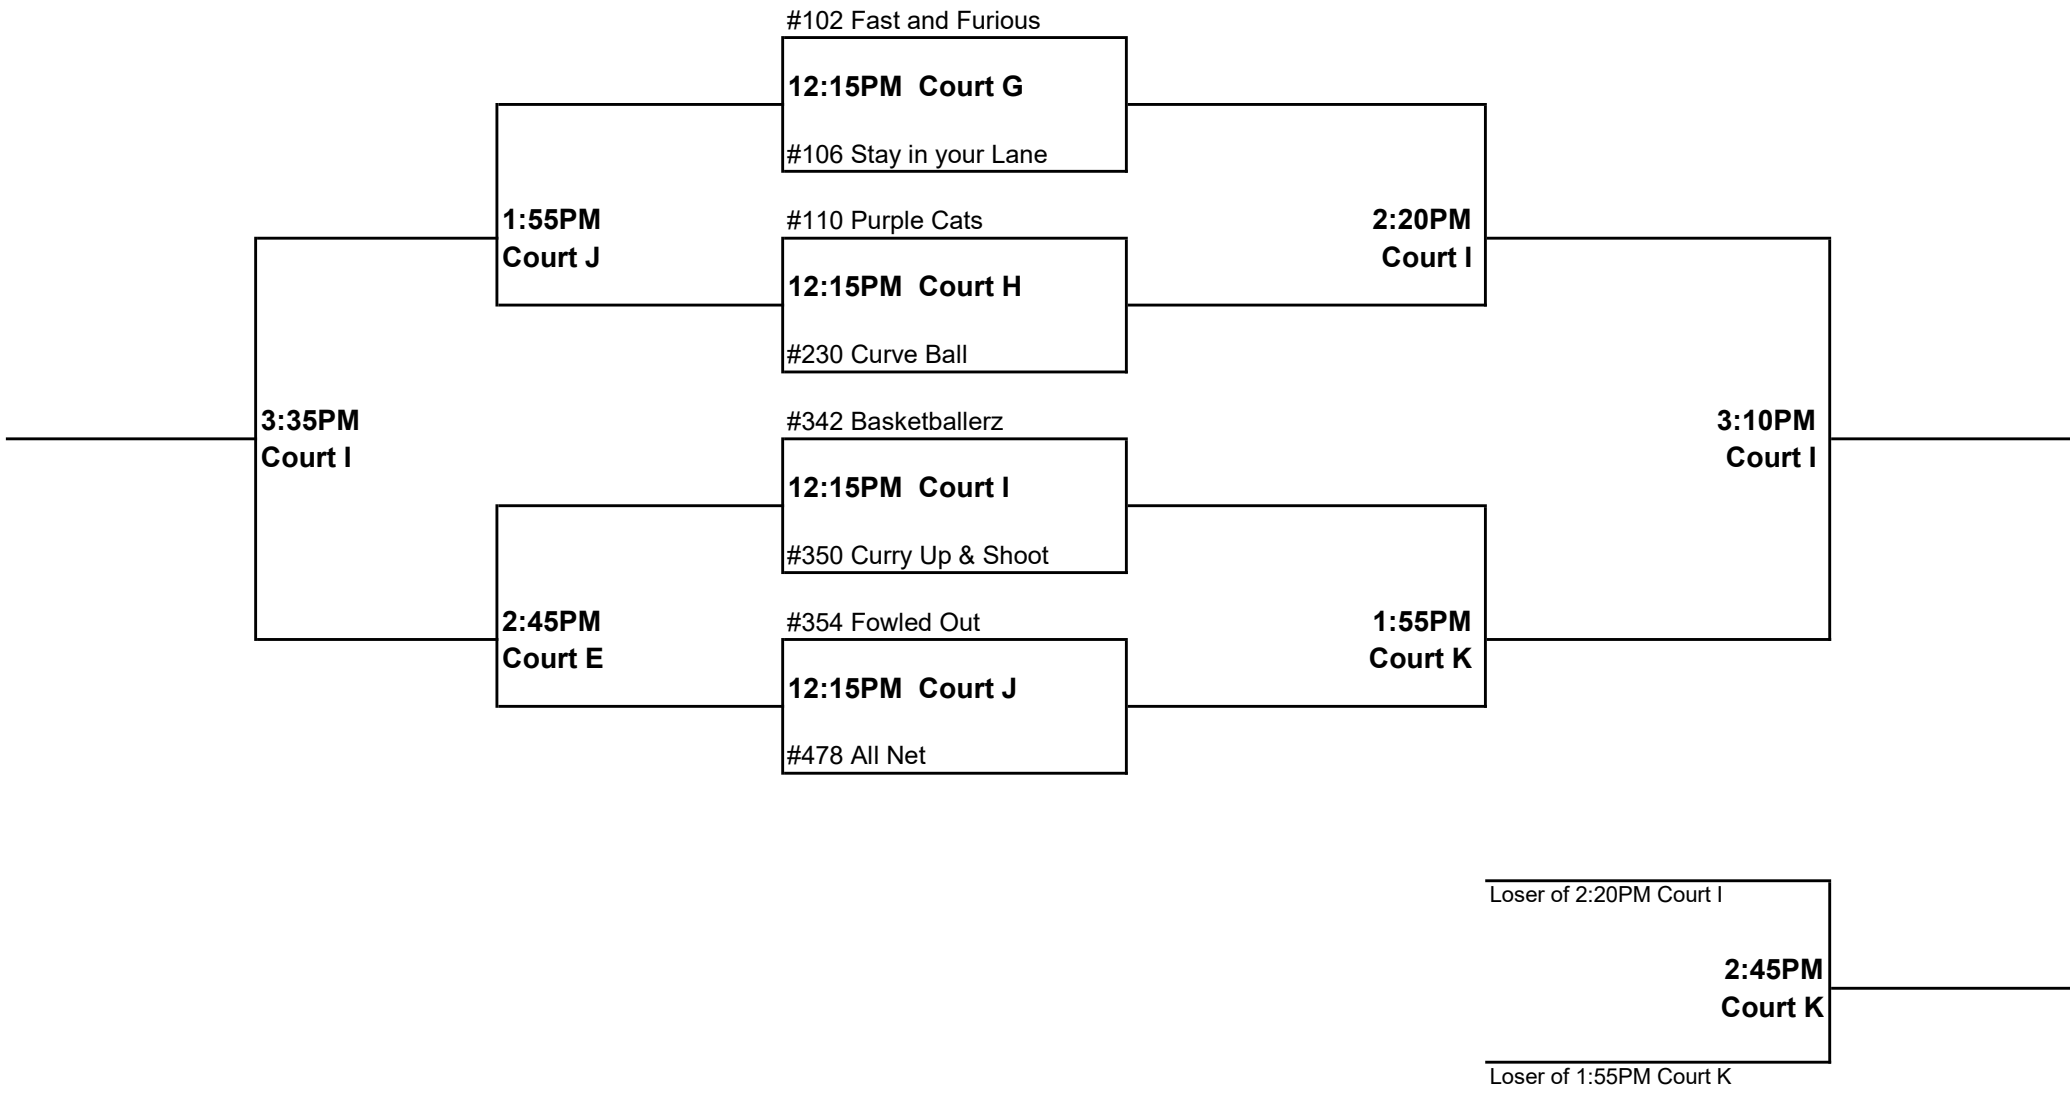 #102 Fast and Furious
12:15PM  Court G
#106 Stay in your Lane
1:55PM
Court J
#110 Purple Cats
2:20PM
Court I
12:15PM  Court H
#230 Curve Ball
3:35PM
Court I
#342 Basketballerz
3:10PM
Court I
12:15PM  Court I
#350 Curry Up & Shoot
2:45PM
Court E
#354 Fowled Out
1:55PM
Court K
12:15PM  Court J
#478 All Net
Loser of 2:20PM Court I
2:45PM
Court K
Loser of 1:55PM Court K